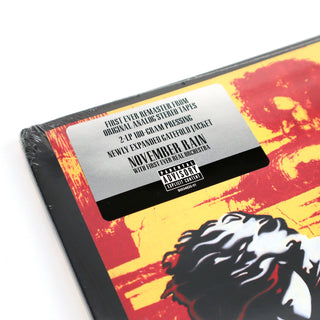 FIRST EVER REMASTER FROM
ORIGINAL ANALOG STEREO TAPES
2-LP 180-GRAM PRESSING
NEWLY EXPANDED GATEFOLD JACKET
NOVEMBER RAIN
WITH FIRST EVER REAL ORCHESTRA
PARENTAL
ADVISORY
EXPLICIT CONTENT